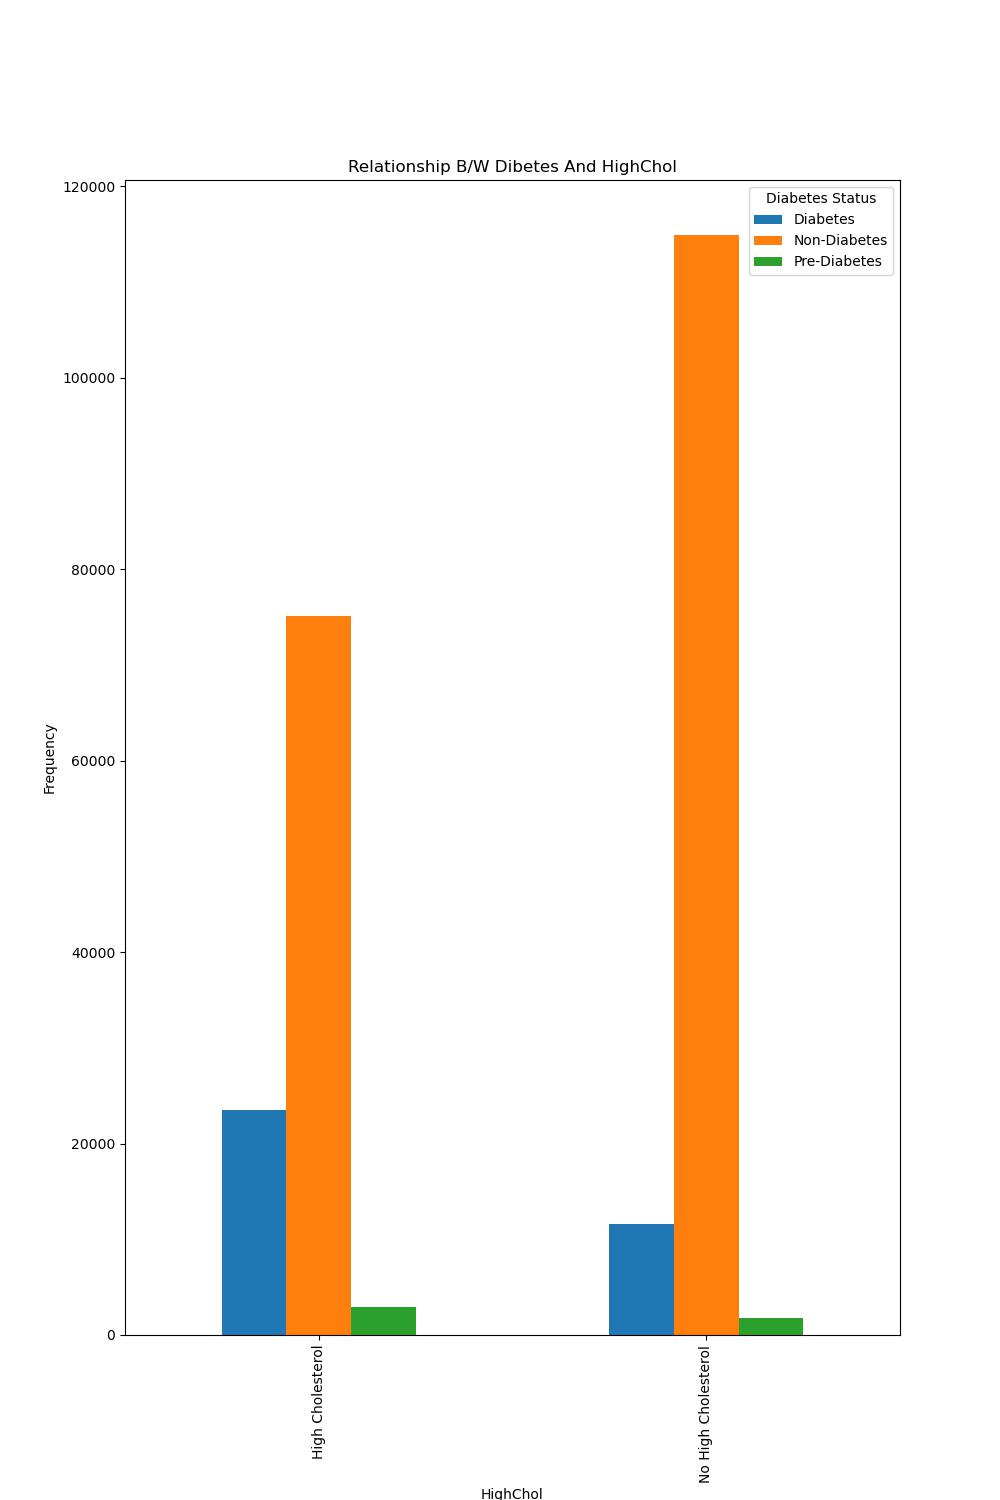 Relationship B/W Dibetes And HighChol
120000
100000
80000
60000
40000
20000
0
Frequency
Diabetes Status
Diabetes
Non-Diabetes
Pre-Diabetes
High Cholesterol
No High Cholesterol
HighChol